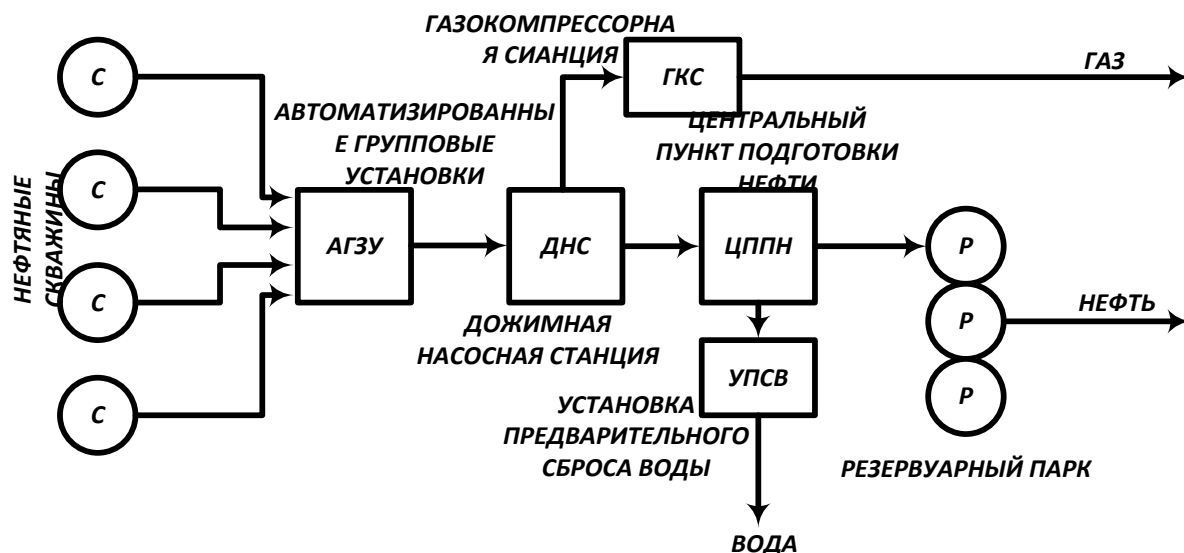 ГАЗОКОМПРЕССОРНА
Я СИАНЦИЯ
С
ГКС
ГАЗ
АВТОМАТИЗИРОВАННЫ
Е ГРУППОВЫЕ
УСТАНОВКИ
ЦЕНТРАЛЬНЫЙ
ПУНКТ ПОДГОТОВКИ
НЕФТИ
НЕФТЯНЫЕ
СКВАЖИНЫ
С
АГЗУ
ДНС
ЦППН
Р
С
ДОЖИМНАЯ
НАСОСНАЯ СТАНЦИЯ
Р
НЕФТЬ
УПСВ
С
Р
УСТАНОВКА
ПРЕДВАРИТЕЛЬНОГО
СБРОСА ВОДЫ
РЕЗЕРВУАРНЫЙ ПАРК
ВОДА